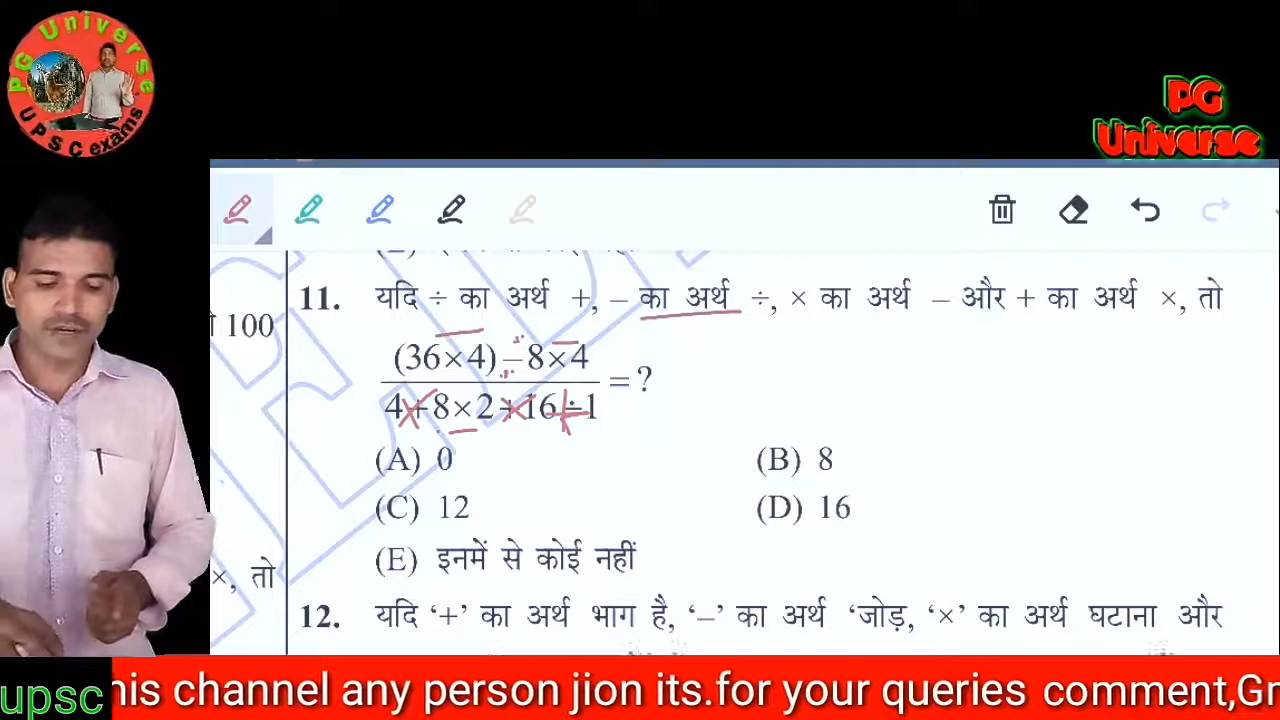 PG Universe
UPSC exams
PG
Universe
100
11. यदि ÷ का अर्थ +, – का अर्थ ÷, × का अर्थ – और + का अर्थ ×, तो
(36×4)–8×4
4+8×2+16÷1
= ?
(A) 0 (B) 8
(C) 12 (D) 16
(E) इनमें से कोई नहीं
×, तो
12. यदि ‘+’ का अर्थ भाग है, ‘–’ का अर्थ ‘जोड़, ‘×’ का अर्थ घटाना और
upsc
his channel any person jion its.for your queries comment,Gr